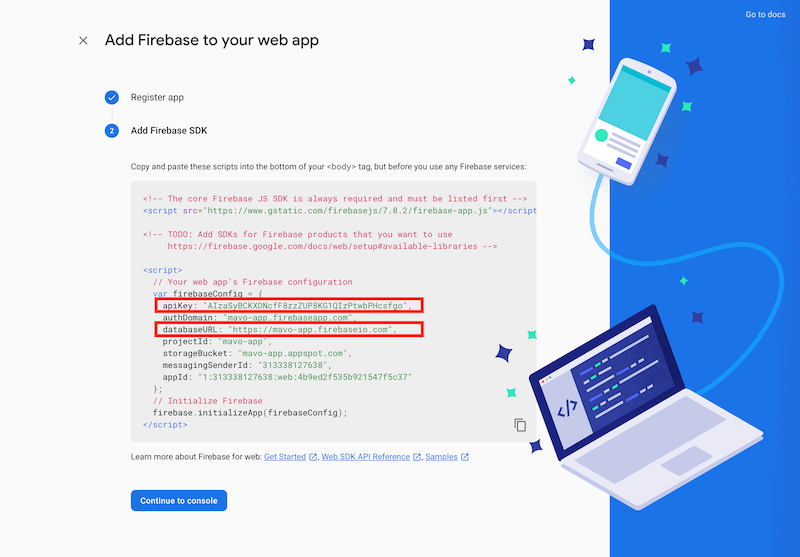 Go to docs
Add Firebase to your web app
Register app
2 Add Firebase SDK
Copy and paste these scripts into the bottom of your <body> tag, but before you use any Firebase services:
<!-- The core Firebase JS SDK is always required and must be listed first -->
<script src="https://www.gstatic.com/firebasejs/7.8.2/firebase-app.js"></script
<!-- TODO: Add SDKs for Firebase products that you want to use
https://firebase.google.com/docs/web/setup#available-libraries -->
<script>
// Your web app's Firebase configuration
var firebaseConfig = {
apiKey: "AIzaSyBCKXDNcfF8zzZUP8KG1QIzPtwbPHcsfgo",
authDomain: "mavo-app.firebaseapp.com",
databaseURL: "https://mavo-app.firebaseio.com",
projectId: "mavo-app",
storageBucket: "mavo-app.appspot.com",
messagingSenderId: "313338127638",
appId: "1:313338127638:web:4b9ed2f535b921547f5c37"
};
// Initialize Firebase
firebase.initializeApp(firebaseConfig);
</script>
Learn more about Firebase for web: Get Started, Web SDK API Reference, Samples
Continue to console
</>